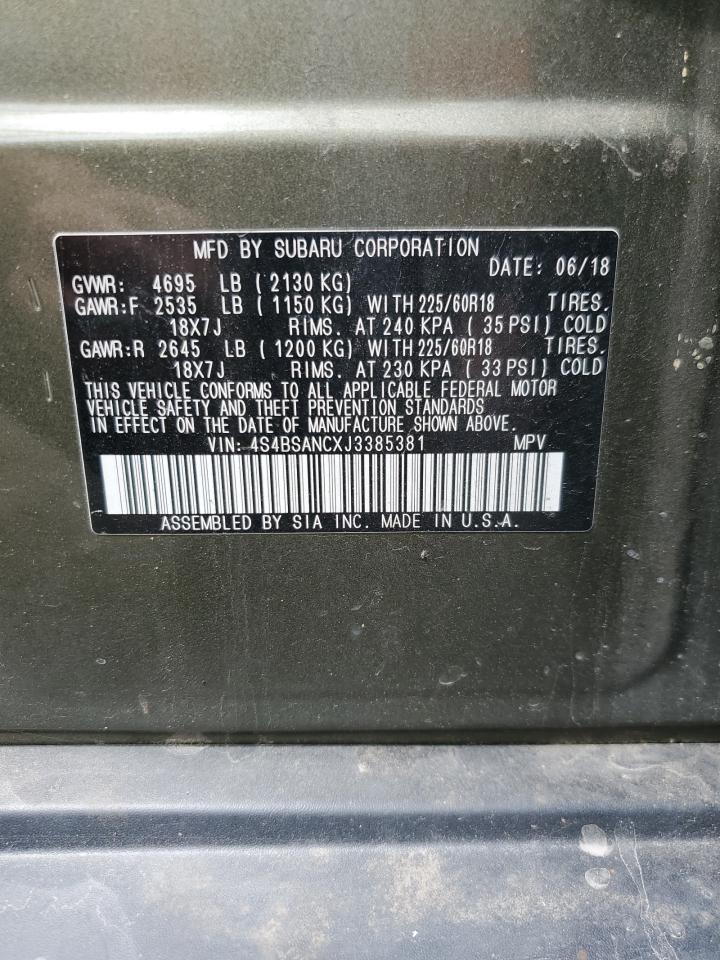 MFD BY SUBARU CORPORATION
DATE: 06/18
GVWR: 4695 LB ( 2130 KG)
GAWR:F 2535 LB ( 1150 KG) WITH 225/60R18 TIRES.
18X7J RIMS. AT 240 KPA ( 35 PSI) COLD
GAWR:R 2645 LB ( 1200 KG) WITH 225/60R18 TIRES.
18X7J RIMS. AT 230 KPA ( 33 PSI) COLD
THIS VEHICLE CONFORMS TO ALL APPLICABLE FEDERAL MOTOR
VEHICLE SAFETY AND THEFT PREVENTION STANDARDS
IN EFFECT ON THE DATE OF MANUFACTURE SHOWN ABOVE.
VIN: 4S4BSANCXJ3385381 MPV
ASSEMBLED BY SIA INC. MADE IN U.S.A.